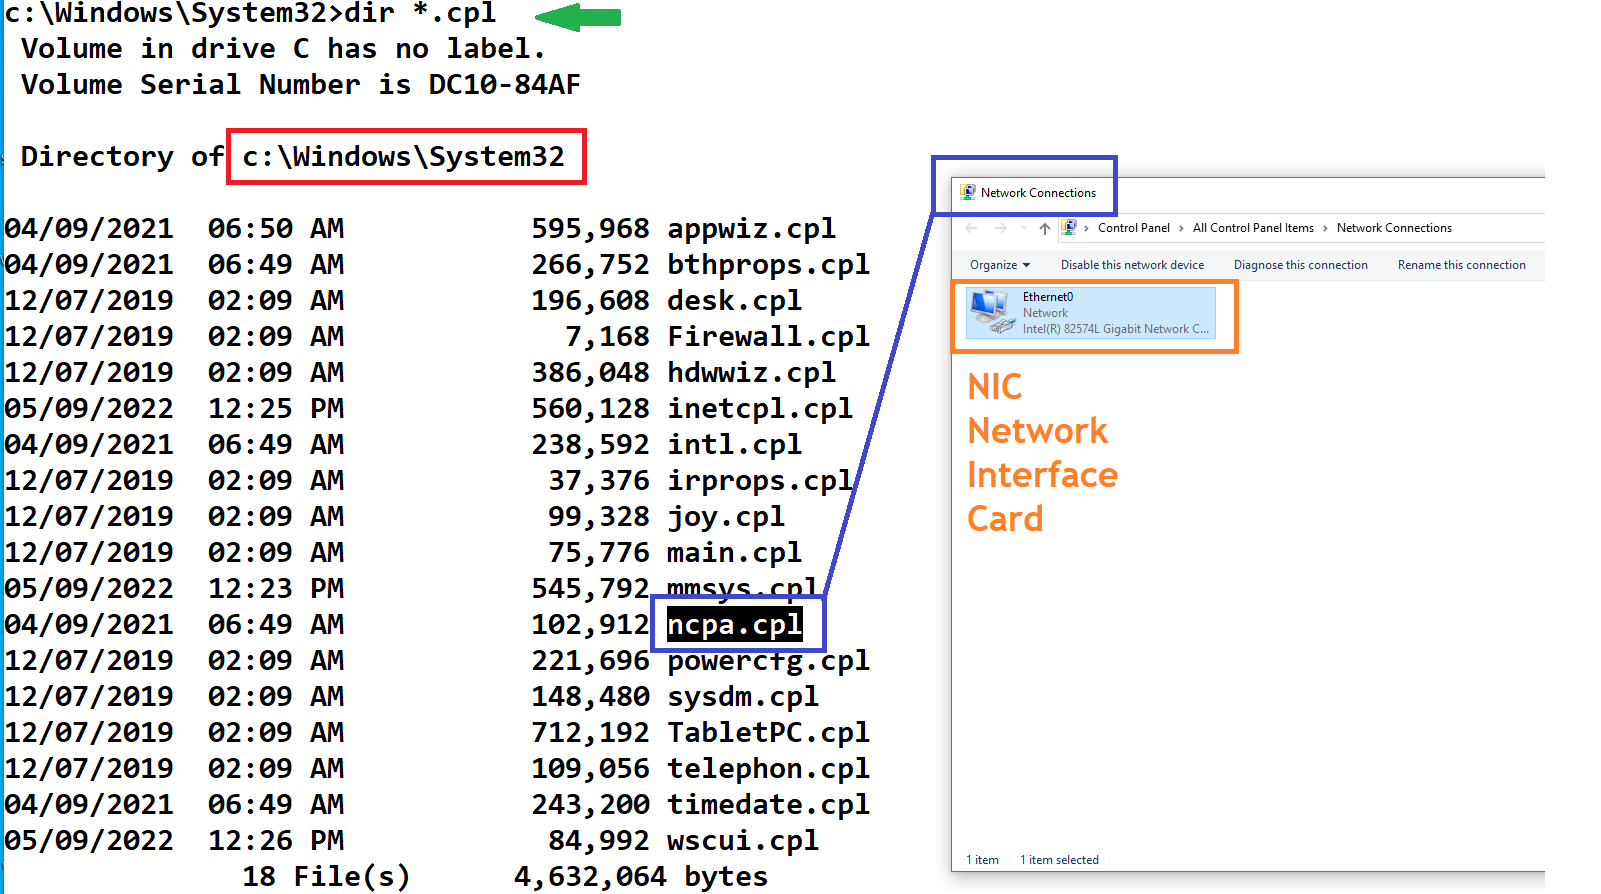 c:\Windows\System32>dir *.cpl
Volume in drive C has no label.
Volume Serial Number is DC10-84AF
Directory of c:\Windows\System32
04/09/2021  06:50 AM           595,968 appwiz.cpl
04/09/2021  06:49 AM           266,752 bthprops.cpl
12/07/2019  02:09 AM           196,608 desk.cpl
12/07/2019  02:09 AM             7,168 Firewall.cpl
12/07/2019  02:09 AM           386,048 hdwwiz.cpl
05/09/2022  12:25 PM           560,128 inetcpl.cpl
04/09/2021  06:49 AM           238,592 intl.cpl
12/07/2019  02:09 AM            37,376 irprops.cpl
12/07/2019  02:09 AM            99,328 joy.cpl
12/07/2019  02:09 AM            75,776 main.cpl
05/09/2022  12:23 PM           545,792 mmsys.cpl
04/09/2021  06:49 AM           102,912 ncpa.cpl
12/07/2019  02:09 AM           221,696 powercfg.cpl
12/07/2019  02:09 AM           148,480 sysdm.cpl
12/07/2019  02:09 AM           712,192 TabletPC.cpl
12/07/2019  02:09 AM           109,056 telephon.cpl
04/09/2021  06:49 AM           243,200 timedate.cpl
05/09/2022  12:26 PM            84,992 wscui.cpl
18 File(s)      4,632,064 bytes
Network Connections
Control Panel > All Control Panel Items > Network Connections
Organize Disable this network device Diagnose this connection Rename this connection
Ethernet0
Network
Intel(R) 82574L Gigabit Network C...
NIC
Network
Interface
Card
1 item 1 item selected